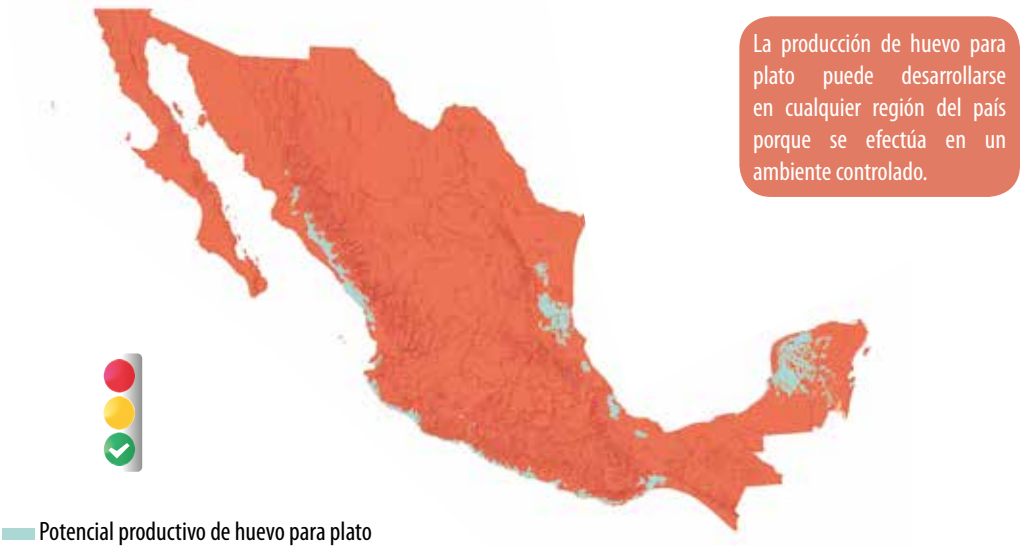 La producción de huevo para
plato puede desarrollarse
en cualquier región del país
porque se efectúa en un
ambiente controlado.
Potencial productivo de huevo para plato